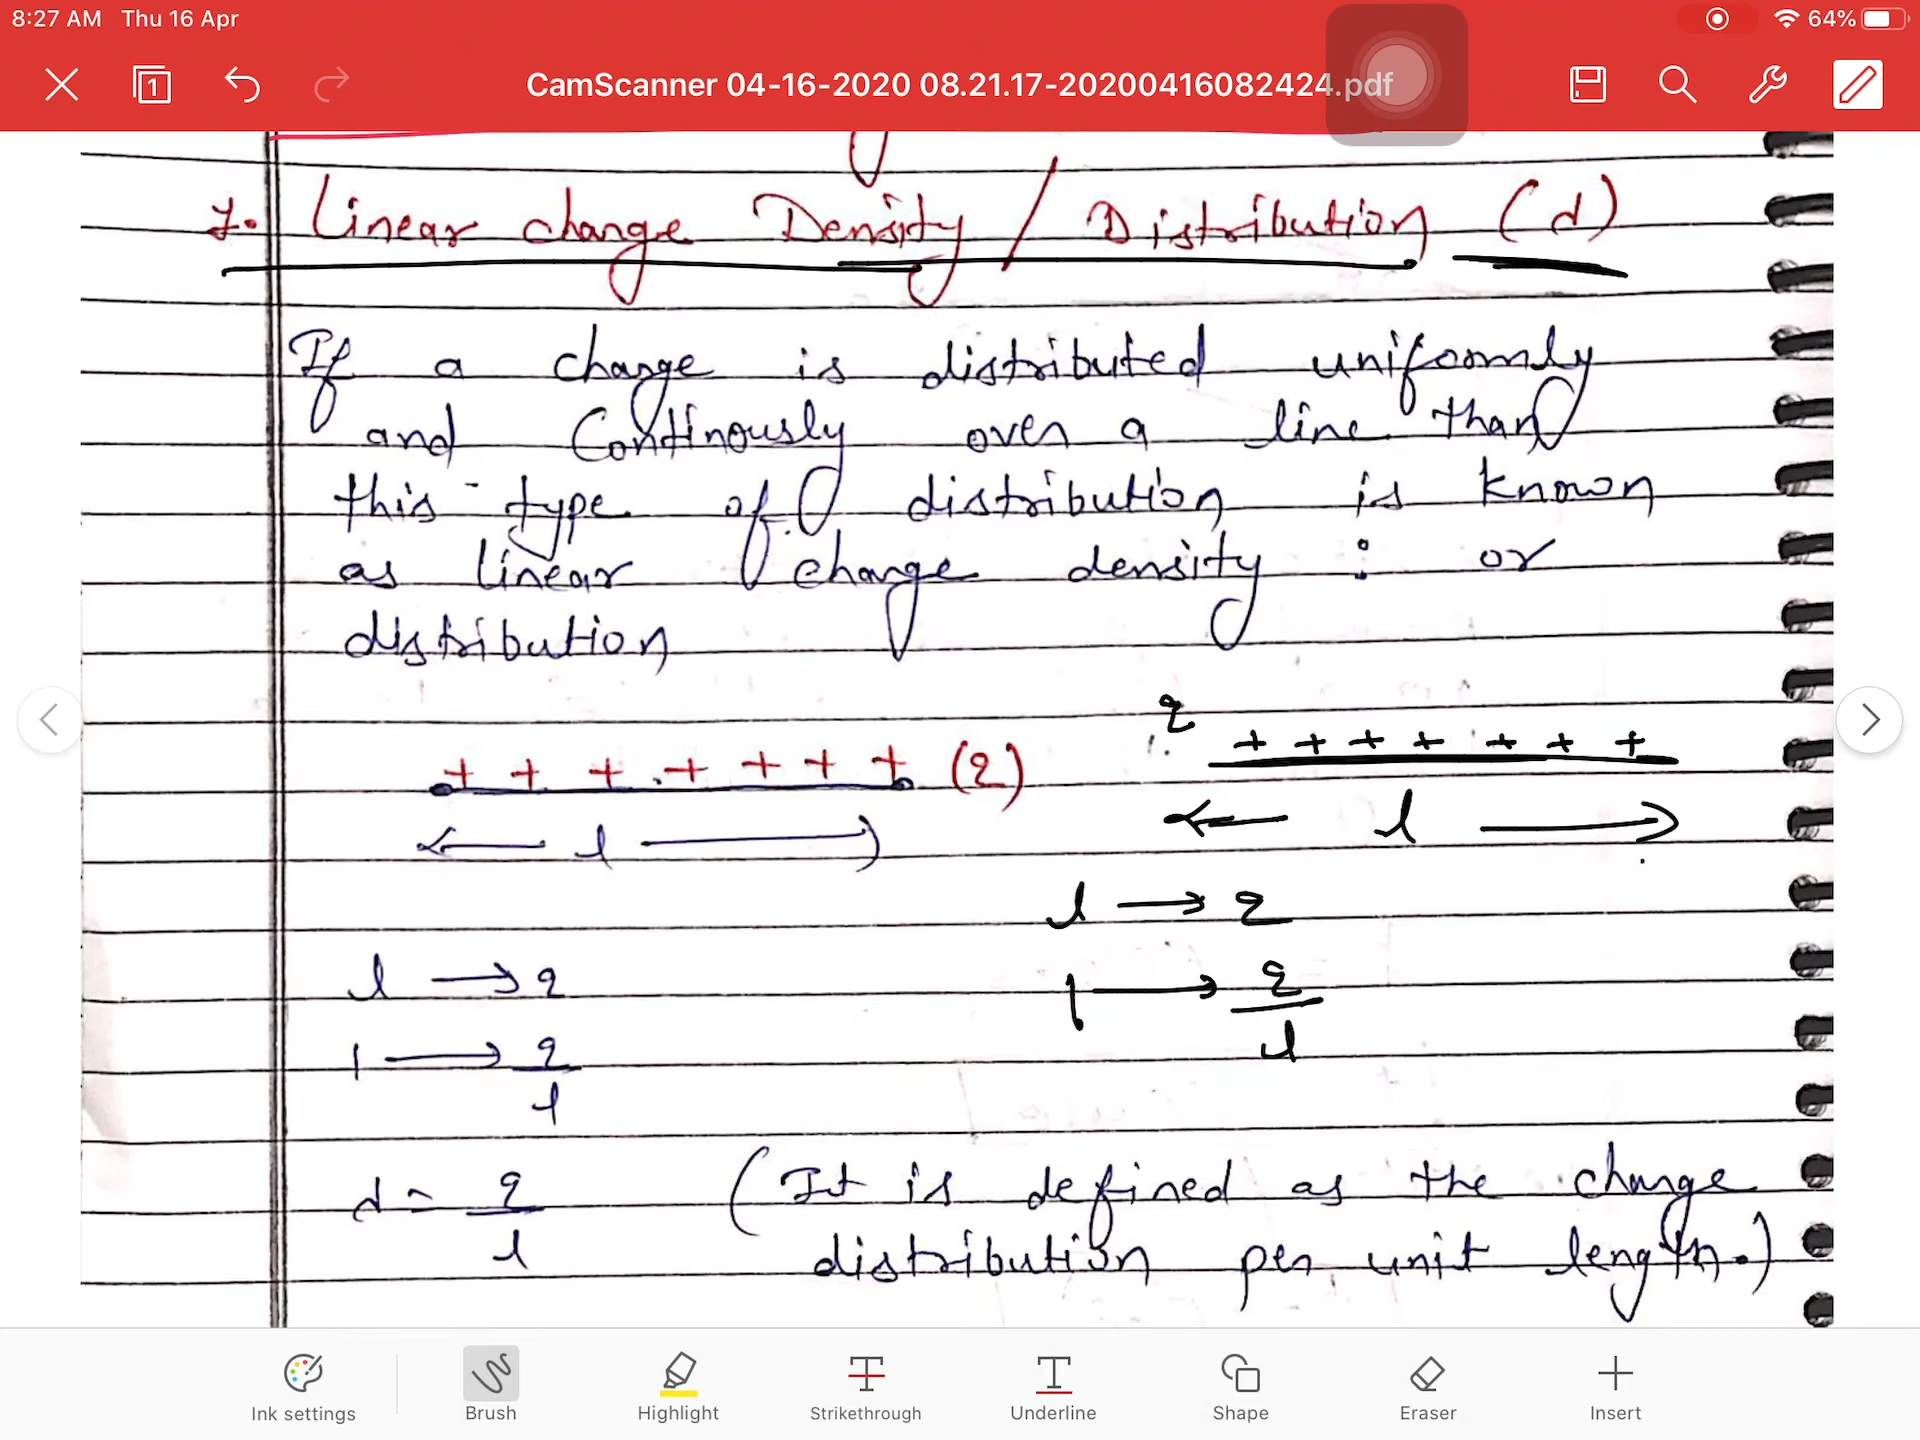 8:27 AM Thu 16 Apr
64%
1
CamScanner 04-16-2020 08.21.17-20200416082424.pdf
1. Linear charge Density / Distribution (λ)
If a charge is distributed uniformly
and Continously over a line than
this type of distribution is known
as linear charge density : or
distribution
+ + + + + + + (q)
l
l → q
1 → q/l
q
+ + + + + + +
l
l → q
1 → q/l
λ = q/l (It is defined as the charge
distribution per unit length.)
Ink settings Brush Highlight Strikethrough Underline Shape Eraser Insert